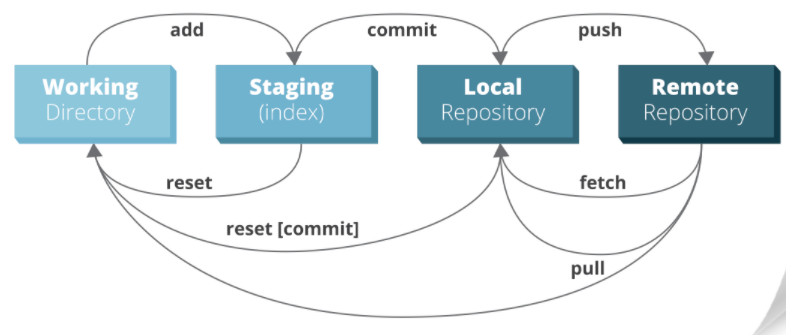 add
commit
push
Working
Directory
Staging
(index)
Local
Repository
Remote
Repository
reset
fetch
reset [commit]
pull